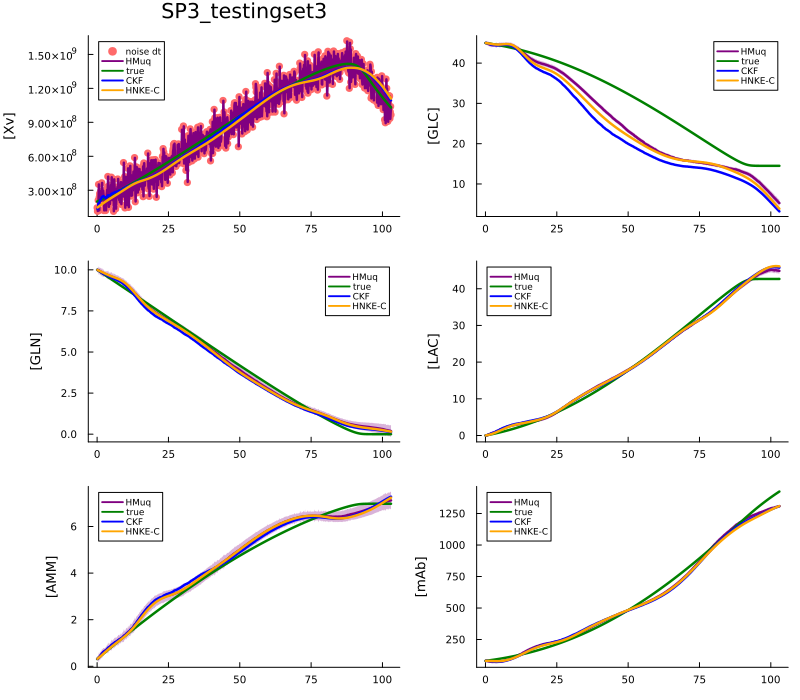 SP3_testingset3
[Xv]
1.50×10⁹
1.20×10⁹
9.00×10⁸
6.00×10⁸
3.00×10⁸
noise dt
HMuq
true
CKF
HNKE-C
0 25 50 75 100
[GLC]
40
30
20
10
HMuq
true
CKF
HNKE-C
0 25 50 75 100
[GLN]
10.0
7.5
5.0
2.5
0.0
HMuq
true
CKF
HNKE-C
0 25 50 75 100
[LAC]
40
30
20
10
0
HMuq
true
CKF
HNKE-C
0 25 50 75 100
[AMM]
6
4
2
0
HMuq
true
CKF
HNKE-C
0 25 50 75 100
[mAb]
1250
1000
750
500
250
HMuq
true
CKF
HNKE-C
0 25 50 75 100